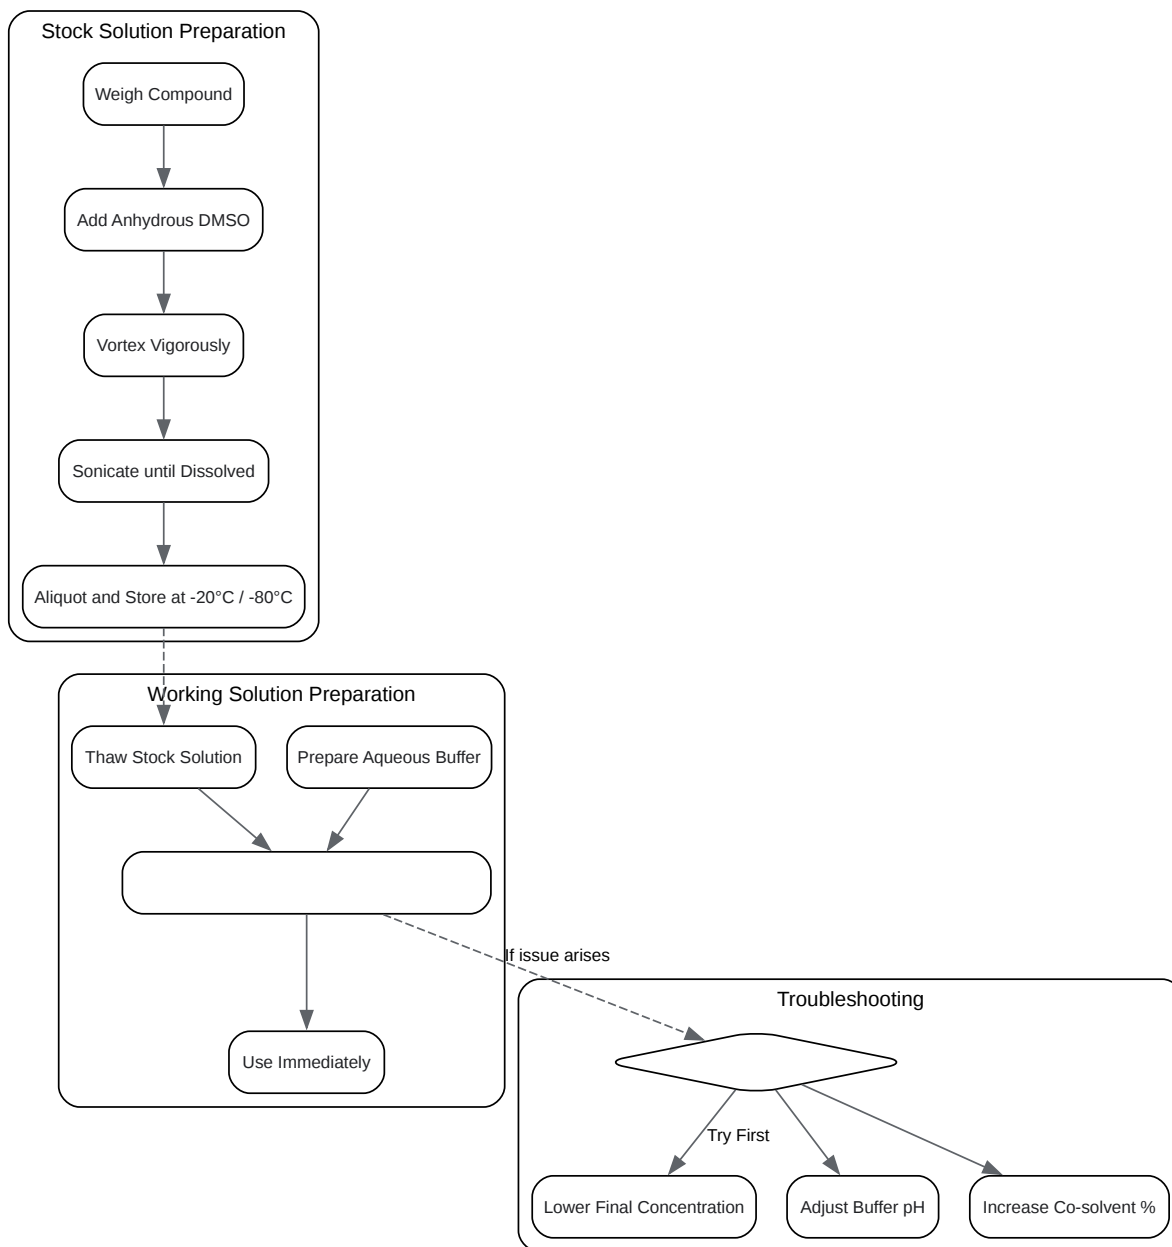 Stock Solution Preparation
Weigh Compound
Add Anhydrous DMSO
Vortex Vigorously
Sonicate until Dissolved
Aliquot and Store at -20°C / -80°C
Working Solution Preparation
Thaw Stock Solution
Prepare Aqueous Buffer
If issue arises
Use Immediately
Troubleshooting
Try First
Lower Final Concentration
Adjust Buffer pH
Increase Co-solvent %